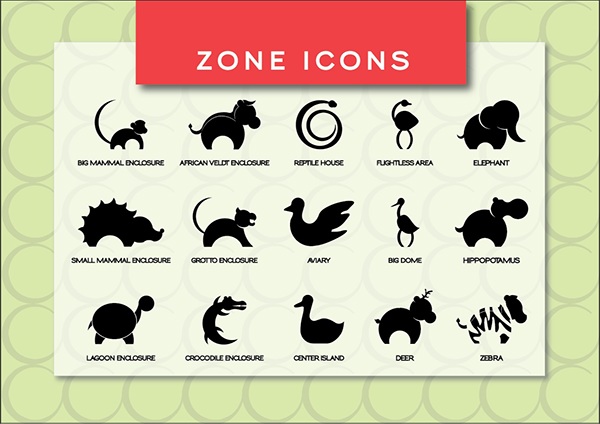 ZONE ICONS
BIG MAMMAL ENCLOSURE
AFRICAN VELDT ENCLOSURE
REPTILE HOUSE
FLIGHTLESS AREA
ELEPHANT
SMALL MAMMAL ENCLOSURE
GROTTO ENCLOSURE
AVIARY
BIG DOME
HIPPOPOTAMUS
LAGOON ENCLOSURE
CROCODILE ENCLOSURE
CENTER ISLAND
DEER
ZEBRA